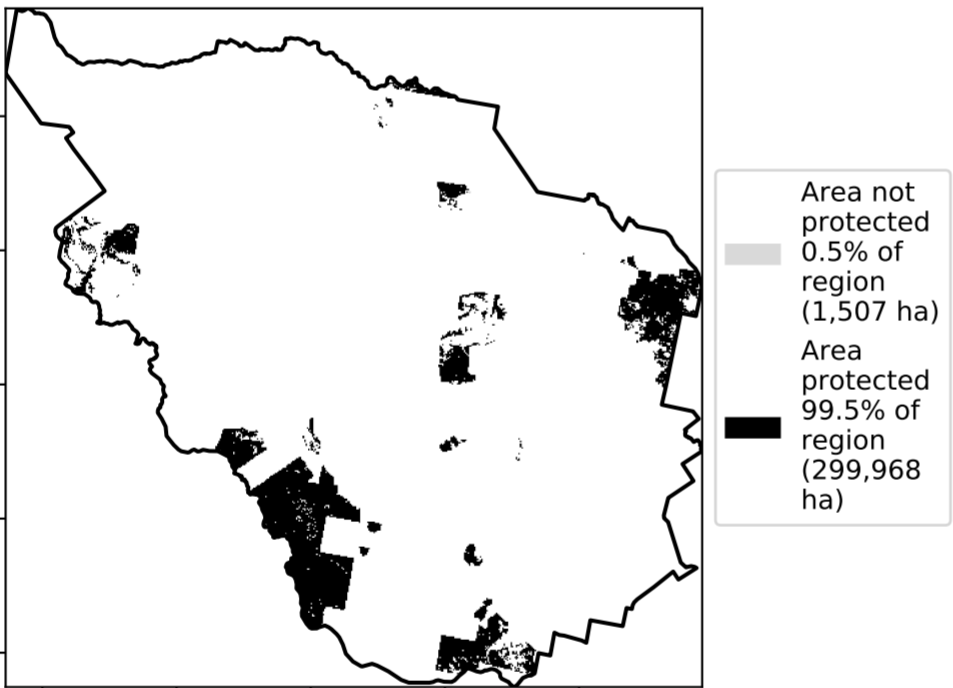 Area not
protected
0.5% of
region
(1,507 ha)
Area
protected
99.5% of
region
(299,968
ha)